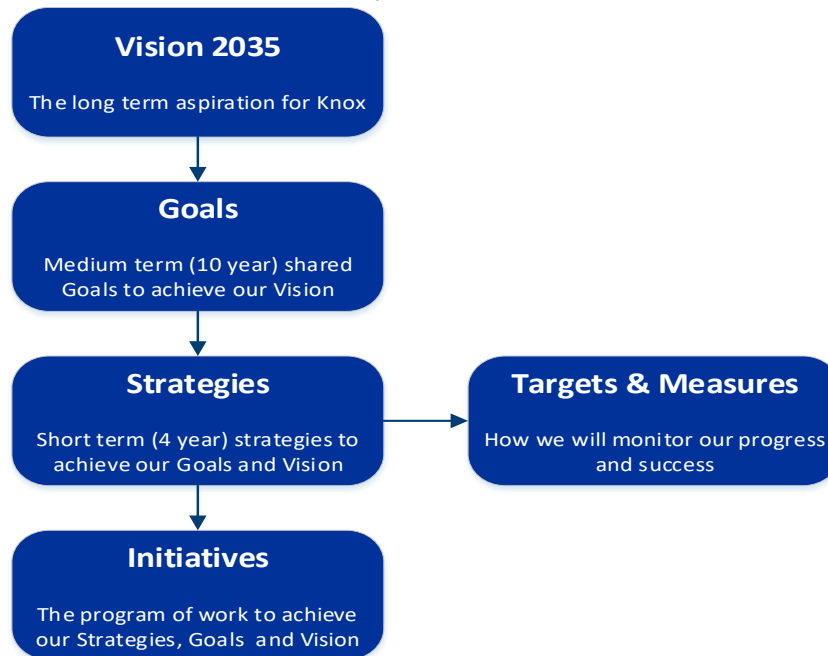 Vision 2035
The long term aspiration for Knox
Goals
Medium term (10 year) shared
Goals to achieve our Vision
Strategies
Short term (4 year) strategies to
achieve our Goals and Vision
Targets & Measures
How we will monitor our progress
and success
Initiatives
The program of work to achieve
our Strategies, Goals and Vision